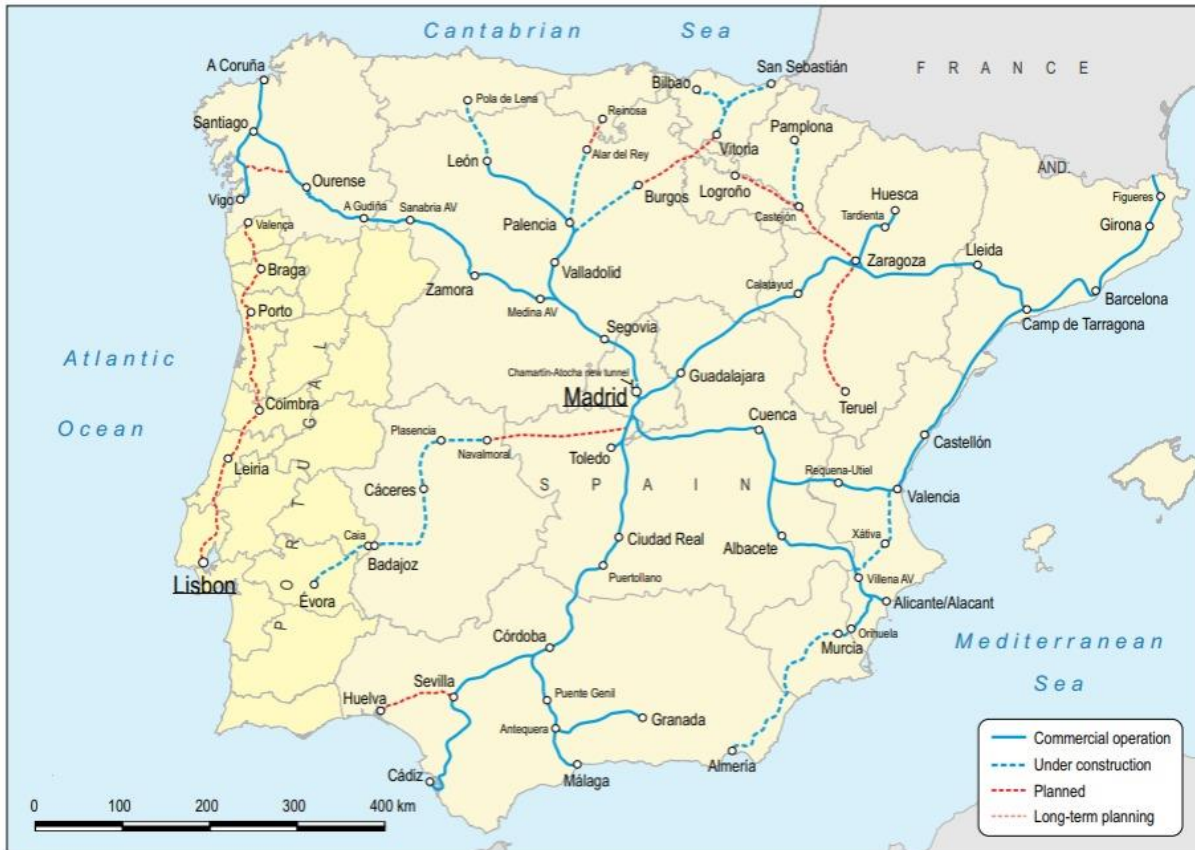 Cantabrian Sea
A Coruña
San Sebastián
FRANCE
Bilbao
Pola de Lena
Reinosa
Santiago
Pamplona
Vitoria
Alar del Rey
León
AND.
Logroño
Huesca
Ourense
Burgos
Figueres
Vigo
A Gudiña
Sanabria AV
Castejón
Tardienta
Girona
Valença
Palencia
Lleida
Zaragoza
Braga
Valladolid
Zamora
Calatayud
Barcelona
Porto
Medina AV
Camp de Tarragona
Segovia
Atlantic
Ocean
Chamartín-Atocha new tunnel
Guadalajara
Madrid
Teruel
Coimbra
Cuenca
Plasencia
Castellón
Navalmoral
Toledo
Leiria
Requena-Utiel
Cáceres
SPAIN
Valencia
PORTUGAL
Caia
Badajoz
Ciudad Real
Albacete
Xàtiva
Lisbon
Puertollano
Villena AV
Évora
Alicante/Alacant
Córdoba
Orihuela
Murcia
Mediterranean
Sea
Sevilla
Huelva
Puente Genil
Granada
Antequera
Almería
Cádiz
Málaga
Commercial operation
Under construction
Planned
Long-term planning
0 100 200 300 400 km